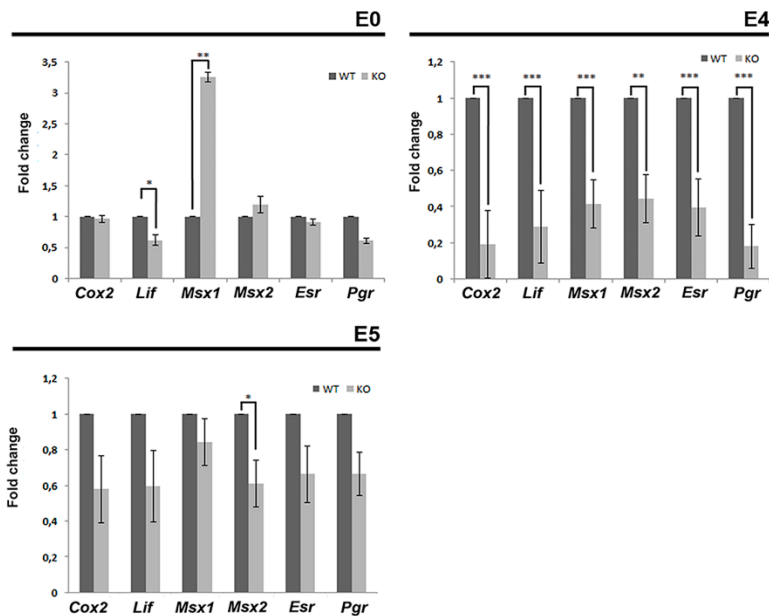 E0
3,5
3
2,5
2
1,5
1
0,5
0
Fold change
WT KO
*
**
Cox2 Lif Msx1 Msx2 Esr Pgr
E4
1,2
1
0,8
0,6
0,4
0,2
0
Fold change
WT KO
*** *** *** ** *** ***
Cox2 Lif Msx1 Msx2 Esr Pgr
E5
1,2
1
0,8
0,6
0,4
0,2
0
Fold change
WT KO
*
Cox2 Lif Msx1 Msx2 Esr Pgr